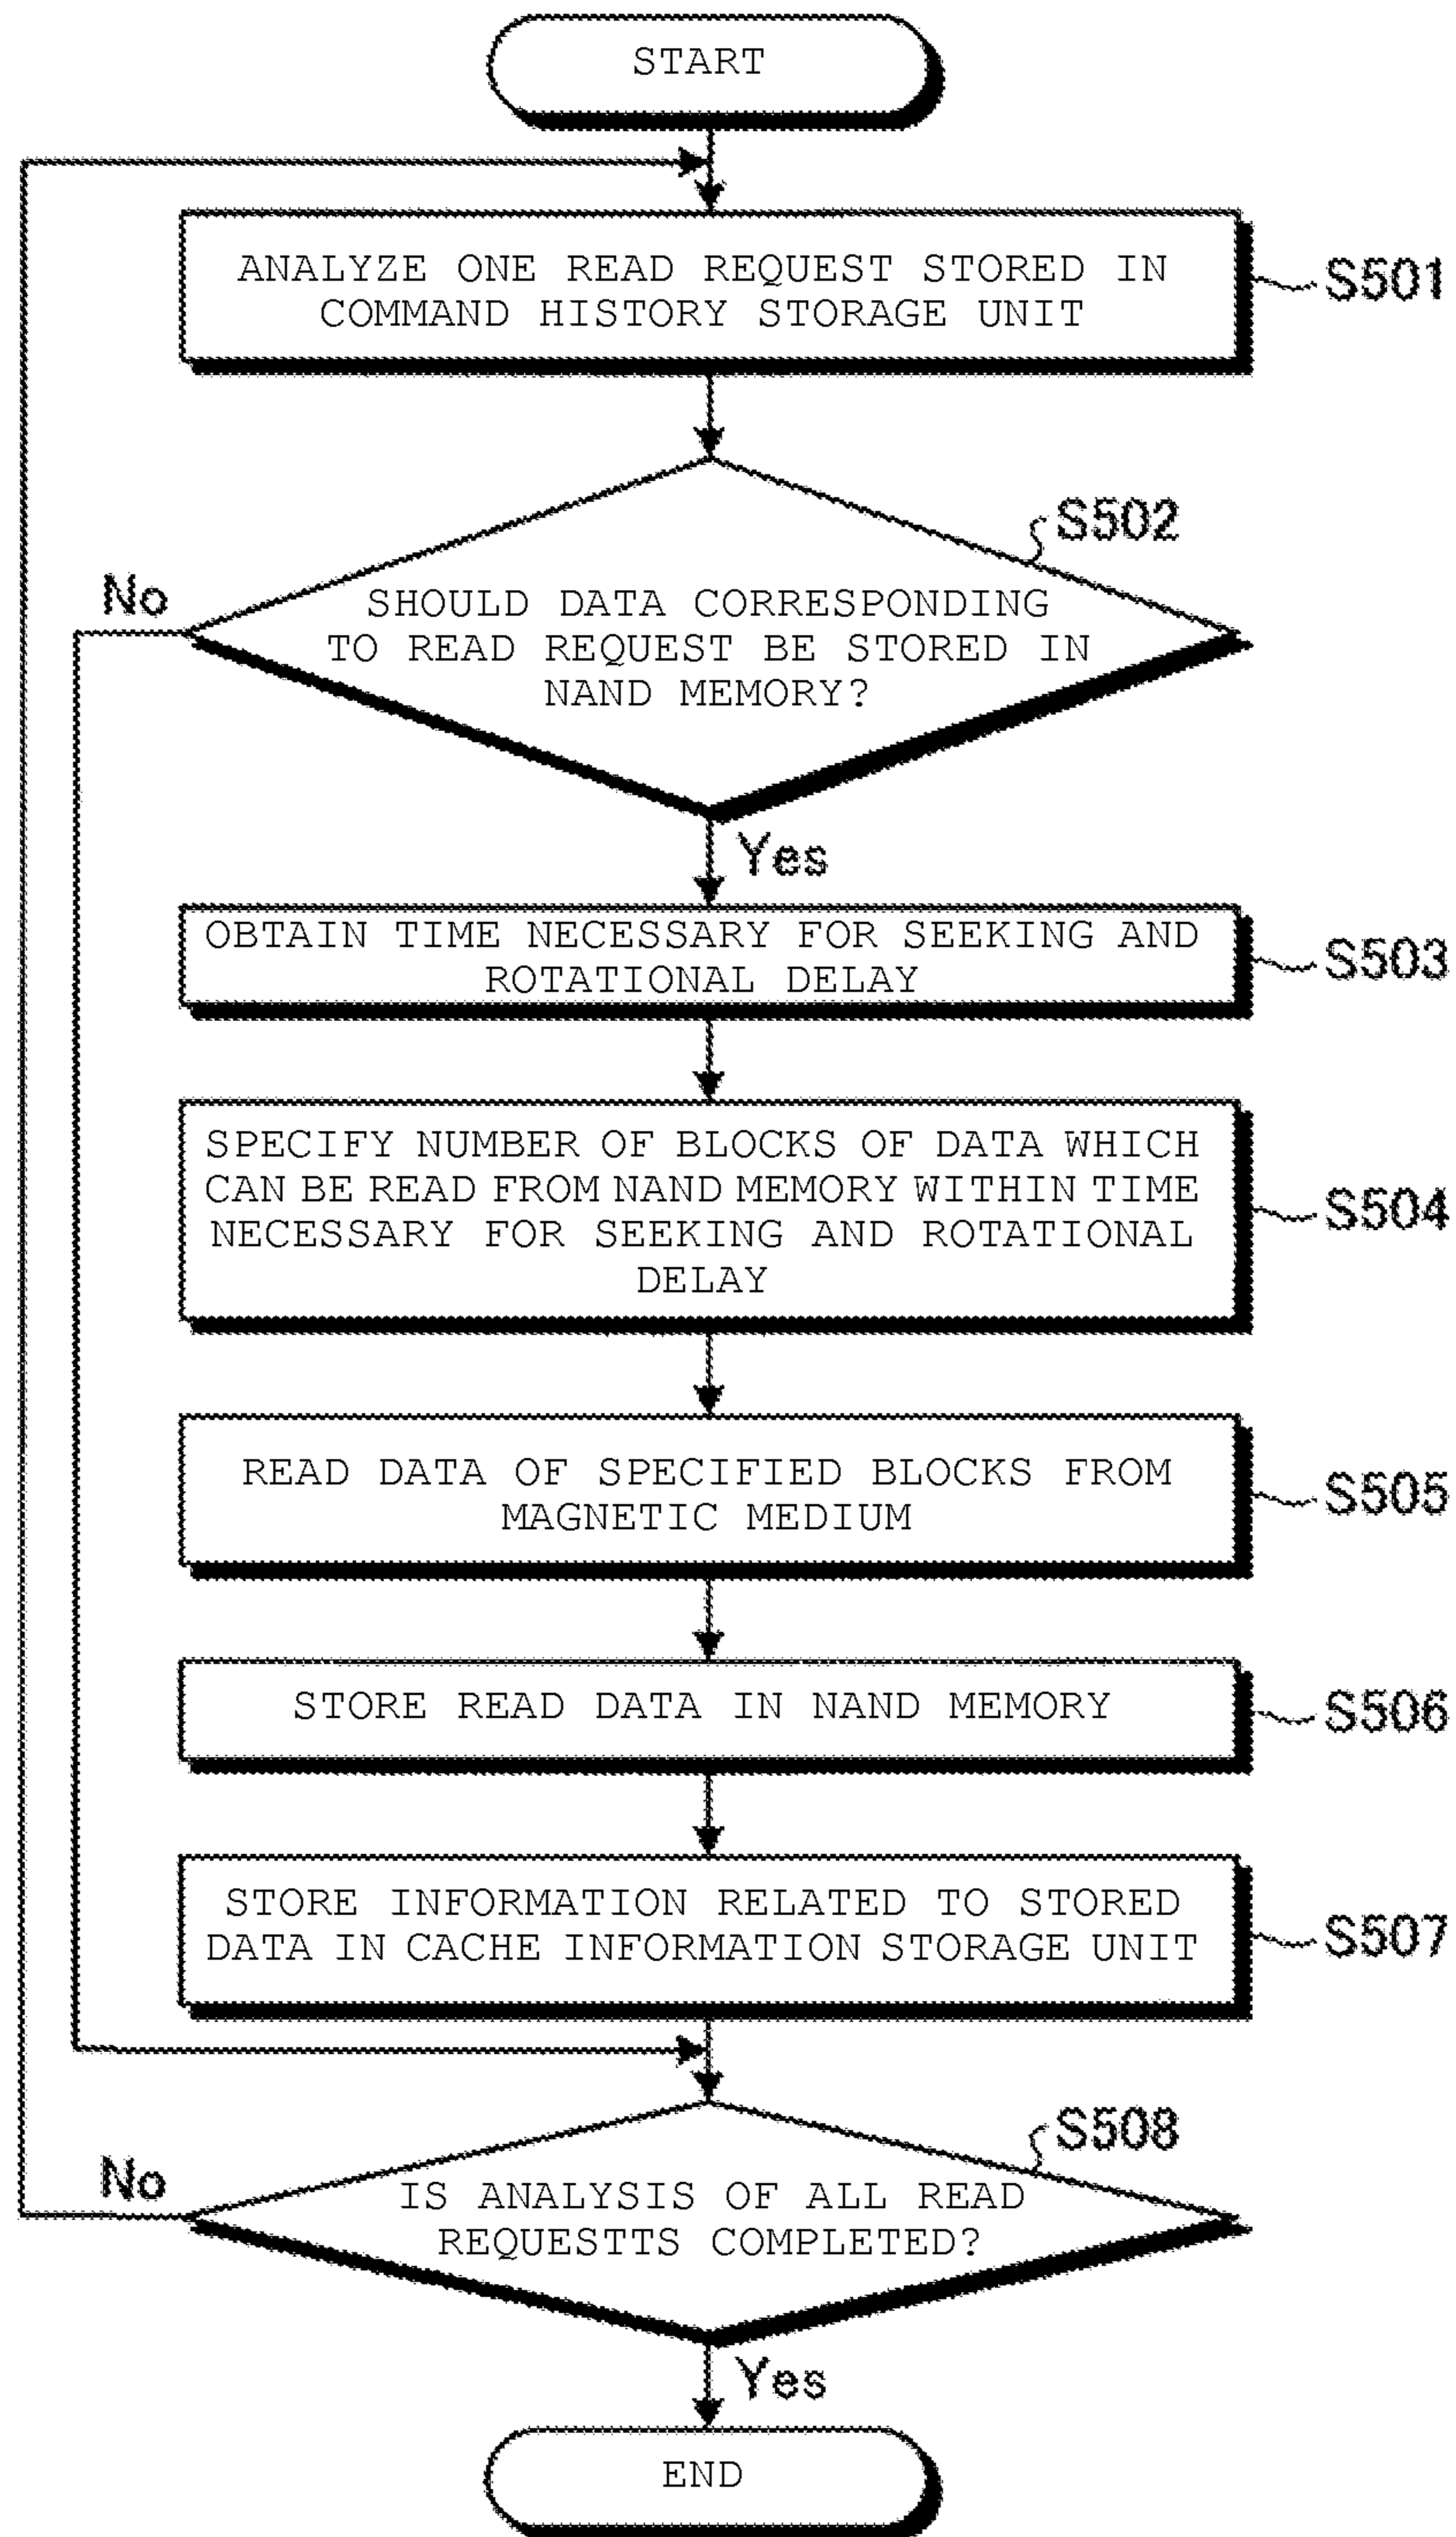 START
ANALYZE ONE READ REQUEST STORED IN
COMMAND HISTORY STORAGE UNIT
S501
S502
No
SHOULD DATA CORRESPONDING
TO READ REQUEST BE STORED IN
NAND MEMORY?
Yes
OBTAIN TIME NECESSARY FOR SEEKING AND
ROTATIONAL DELAY
S503
SPECIFY NUMBER OF BLOCKS OF DATA WHICH
CAN BE READ FROM NAND MEMORY WITHIN TIME
NECESSARY FOR SEEKING AND ROTATIONAL
DELAY
S504
READ DATA OF SPECIFIED BLOCKS FROM
MAGNETIC MEDIUM
S505
STORE READ DATA IN NAND MEMORY
S506
STORE INFORMATION RELATED TO STORED
DATA IN CACHE INFORMATION STORAGE UNIT
S507
S508
No
IS ANALYSIS OF ALL READ
REQUESTTS COMPLETED?
Yes
END